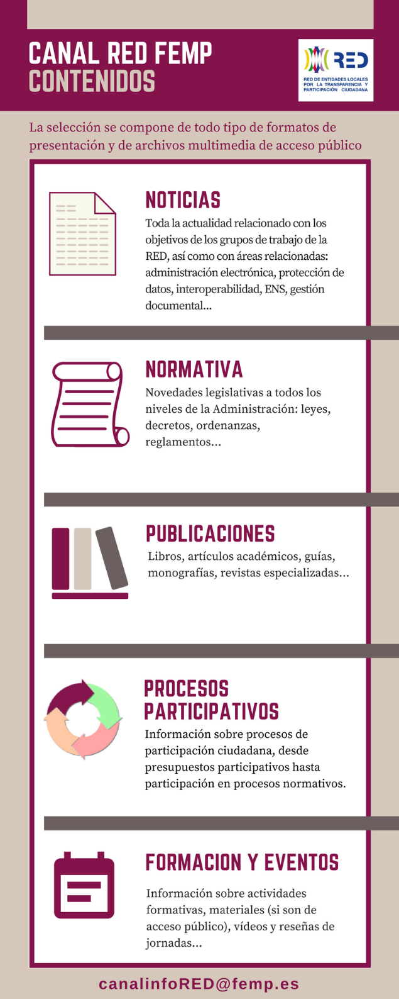 CANAL RED FEMP
CONTENIDOS
RED
RED DE ENTIDADES LOCALES
POR LA TRANSPARENCIA Y
PARTICIPACIÓN CIUDADANA
La selección se compone de todo tipo de formatos de
presentación y de archivos multimedia de acceso público
NOTICIAS
Toda la actualidad relacionado con los
objetivos de los grupos de trabajo de la
RED, así como con áreas relacionadas:
administración electrónica, protección de
datos, interoperabilidad, ENS, gestión
documental...
NORMATIVA
Novedades legislativas a todos los
niveles de la Administración: leyes,
decretos, ordenanzas,
reglamentos...
PUBLICACIONES
Libros, artículos académicos, guías,
monografías, revistas especializadas...
PROCESOS
PARTICIPATIVOS
Información sobre procesos de
participación ciudadana, desde
presupuestos participativos hasta
participación en procesos normativos.
FORMACION Y EVENTOS
Información sobre actividades
formativas, materiales (si son de
acceso público), vídeos y reseñas de
jornadas...
canalinfoRED@femp.es